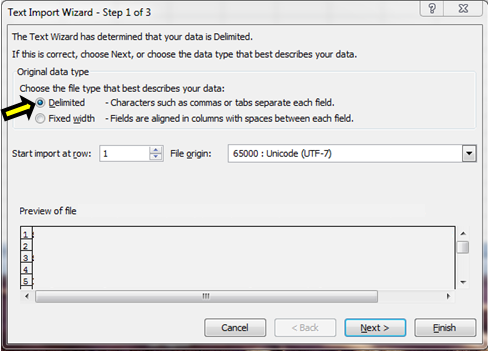 Text Import Wizard - Step 1 of 3
The Text Wizard has determined that your data is Delimited.
If this is correct, choose Next, or choose the data type that best describes your data.
Original data type
Choose the file type that best describes your data:
Delimited - Characters such as commas or tabs separate each field.
Fixed width - Fields are aligned in columns with spaces between each field.
Start import at row: 1 File origin: 65000 : Unicode (UTF-7)
Preview of file
1
2
3
4
5
Cancel < Back Next > Finish